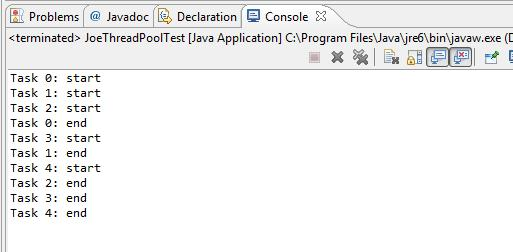 Problems @ Javadoc Declaration Console
<terminated> JoeThreadPoolTest [Java Application] C:\Program Files\Java\jre6\bin\javaw.exe (D
Task 0: start
Task 1: start
Task 2: start
Task 0: end
Task 3: start
Task 1: end
Task 4: start
Task 2: end
Task 3: end
Task 4: end